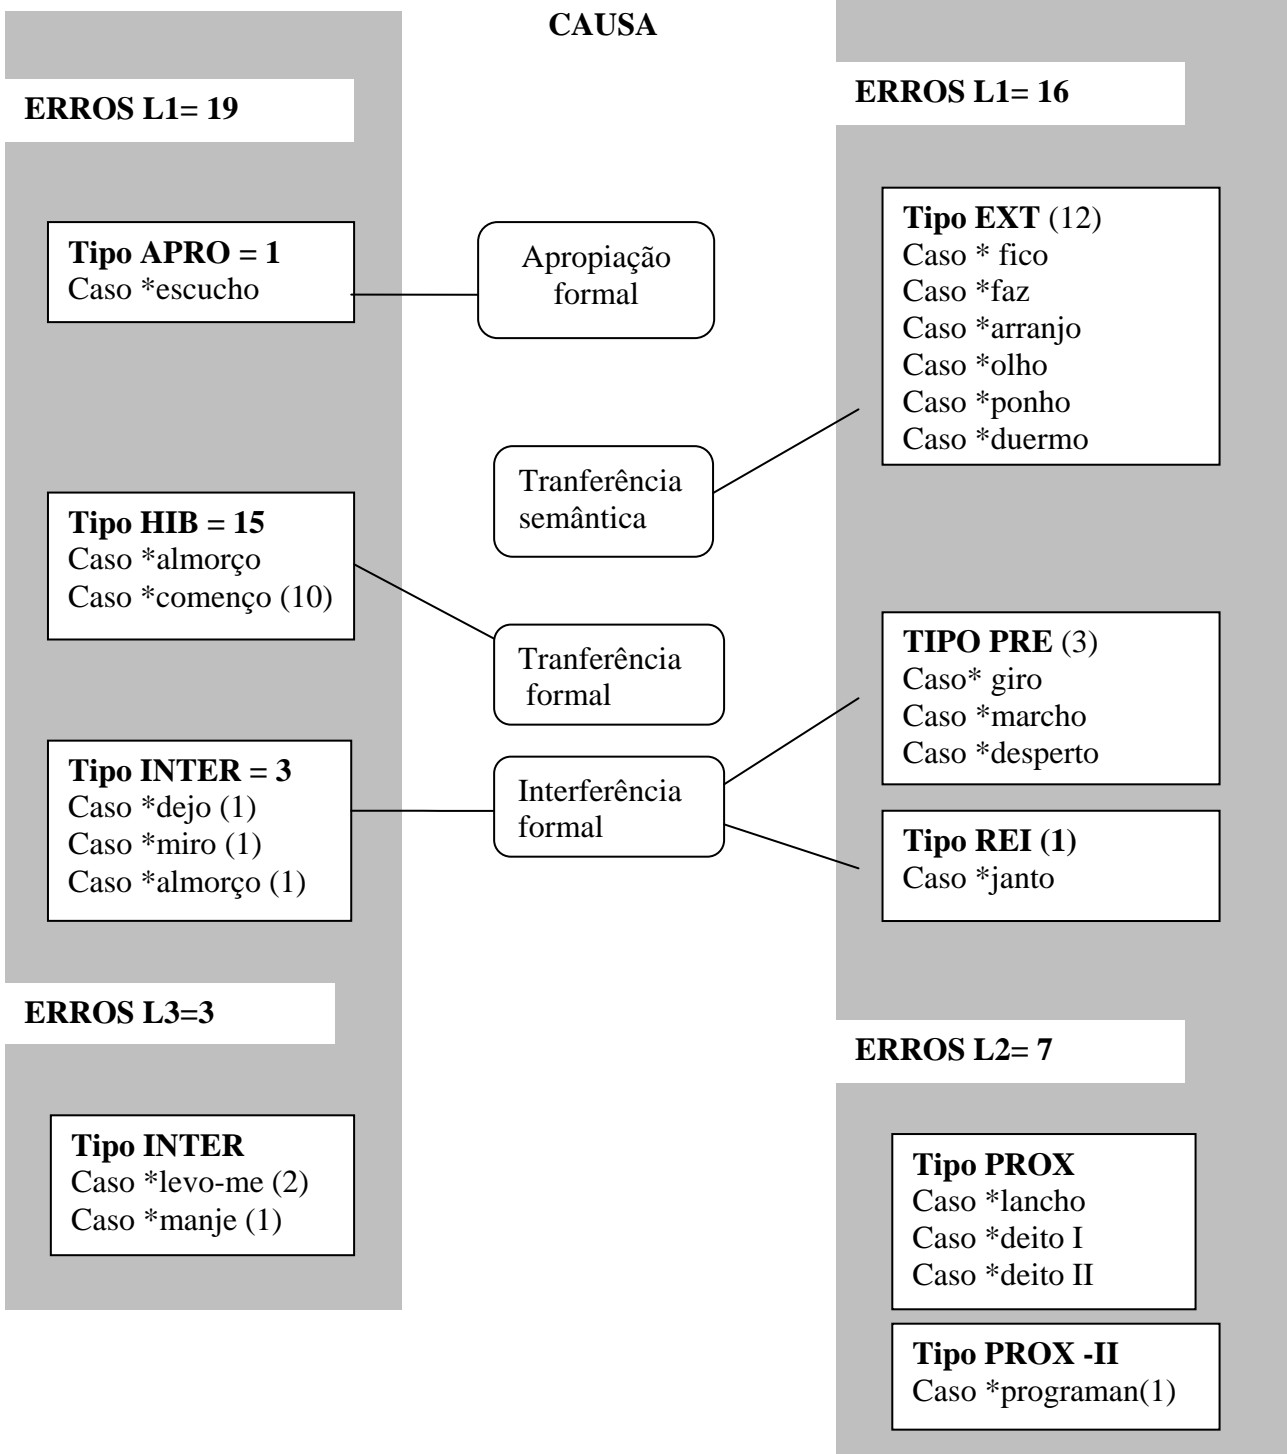 CAUSA
ERROS L1= 19
Tipo APRO = 1
Caso *escucho
Tipo HIB = 15
Caso *almorço
Caso *començo (10)
Tipo INTER = 3
Caso *dejo (1)
Caso *miro (1)
Caso *almorço (1)
ERROS L3=3
Tipo INTER
Caso *levo-me (2)
Caso *manje (1)
Apropiação
formal
Tranferência
semântica
Tranferência
formal
Interferência
formal
ERROS L1= 16
Tipo EXT (12)
Caso * fico
Caso *faz
Caso *arranjo
Caso *olho
Caso *ponho
Caso *duermo
TIPO PRE (3)
Caso* giro
Caso *marcho
Caso *desperto
Tipo REI (1)
Caso *janto
ERROS L2= 7
Tipo PROX
Caso *lancho
Caso *deito I
Caso *deito II
Tipo PROX -II
Caso *programan(1)